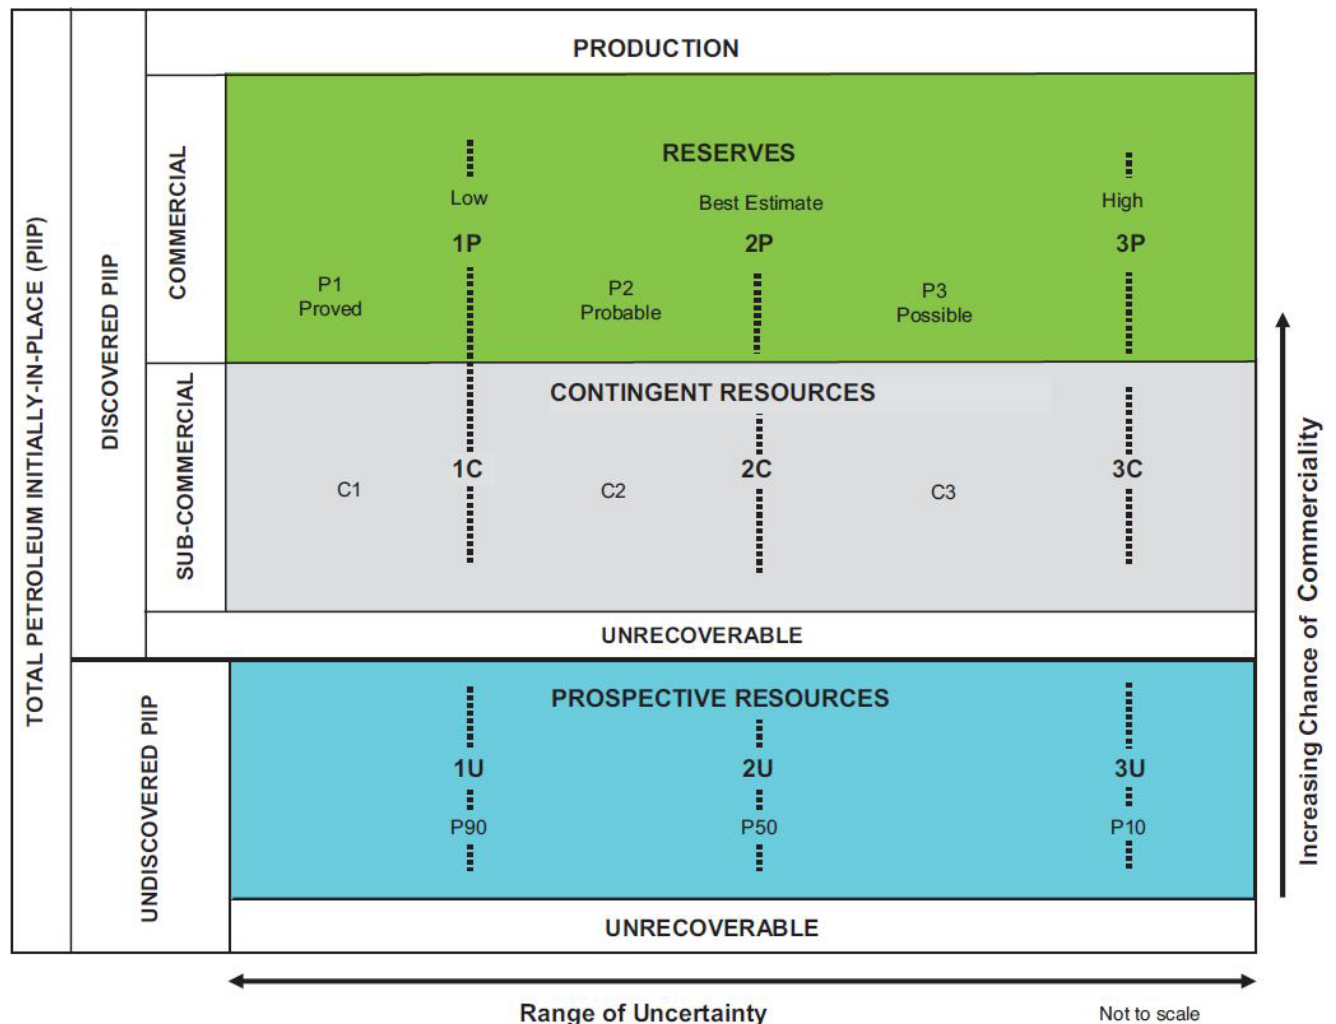 TOTAL PETROLEUM INITIALLY-IN-PLACE (PIIP)
DISCOVERED PIIP
UNDISCOVERED PIIP
COMMERCIAL
SUB-COMMERCIAL
PRODUCTION
RESERVES
Low
Best Estimate
High
1P
2P
3P
P1
Proved
P2
Probable
P3
Possible
CONTINGENT RESOURCES
1C
2C
3C
C1
C2
C3
UNRECOVERABLE
PROSPECTIVE RESOURCES
1U
2U
3U
P90
P50
P10
UNRECOVERABLE
Increasing Chance of Commerciality
Range of Uncertainty
Not to scale